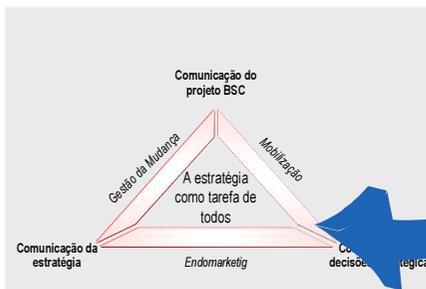 Comunicação do
projeto BSC
Gestão da Mudança
Mobilização
A estratégia
como tarefa de
todos
Comunicação da
estratégia
Endomarketig